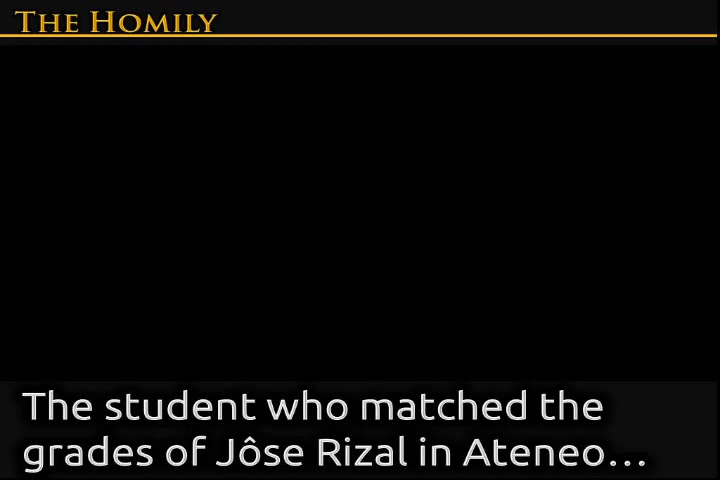 The Homily
The student who matched the
grades of Jôse Rizal in Ateneo...